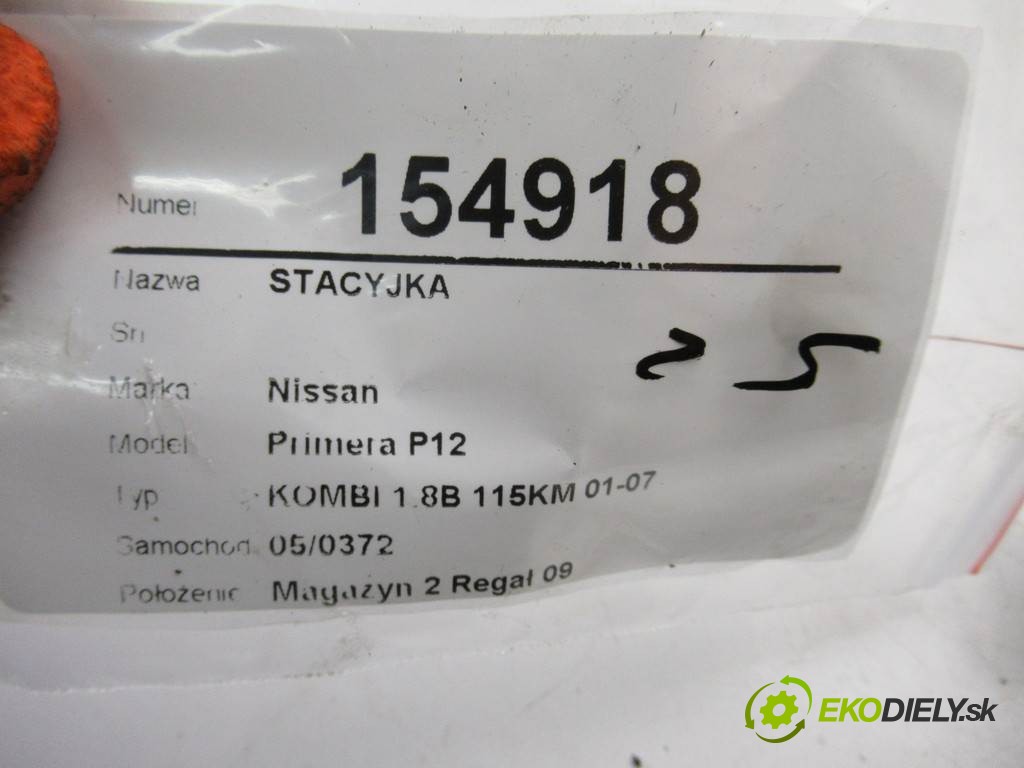 Numer 154918
Nazwa STACYJKA
Sn
25
Marka Nissan
Model Primera P12
Typ KOMBI 1.8B 115KM 01-07
Samochod 05/0372
Położenie Magazyn 2 Regał 09
EKODIELY.sk